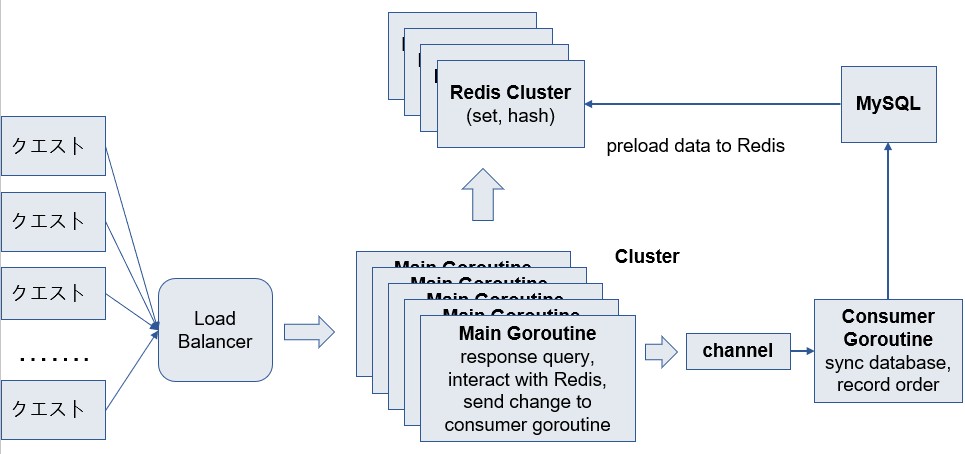 Redis Cluster
(set, hash)
MySQL
preload data to Redis
クエスト
クエスト
クエスト
.......
クエスト
Load
Balancer
Cluster
Main Goroutine
Main Goroutine
Main Goroutine
Main Goroutine
Main Goroutine
response query,
interact with Redis,
send change to
consumer goroutine
channel
Consumer
Goroutine
sync database,
record order